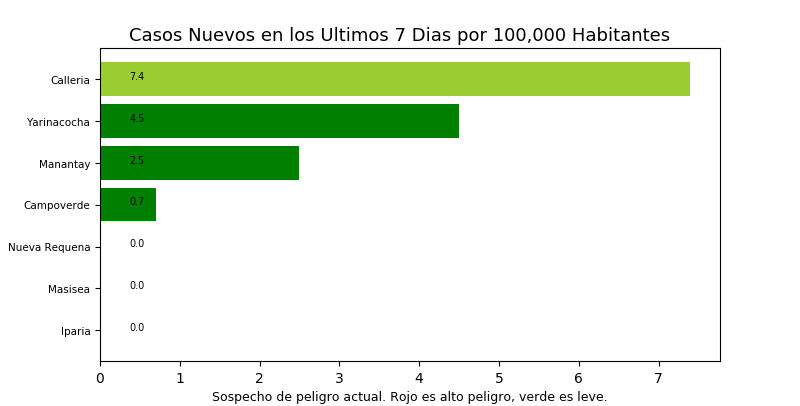 Casos Nuevos en los Ultimos 7 Dias por 100,000 Habitantes
Calleria 7.4
Yarinacocha 4.5
Manantay 2.5
Campoverde 0.7
Nueva Requena 0.0
Masisea 0.0
Iparia 0.0
0 1 2 3 4 5 6 7
Sospecho de peligro actual. Rojo es alto peligro, verde es leve.